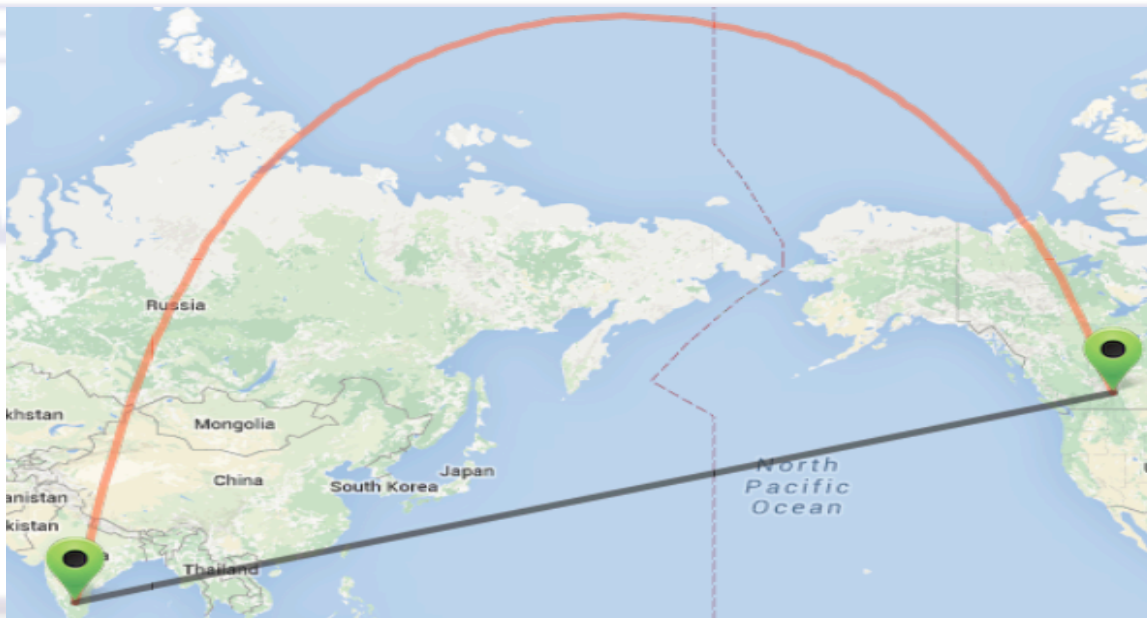 Russia
khstan
Mongolia
China
Japan
South Korea
anistan
kistan
a
Thailand
North
Pacific
Ocean